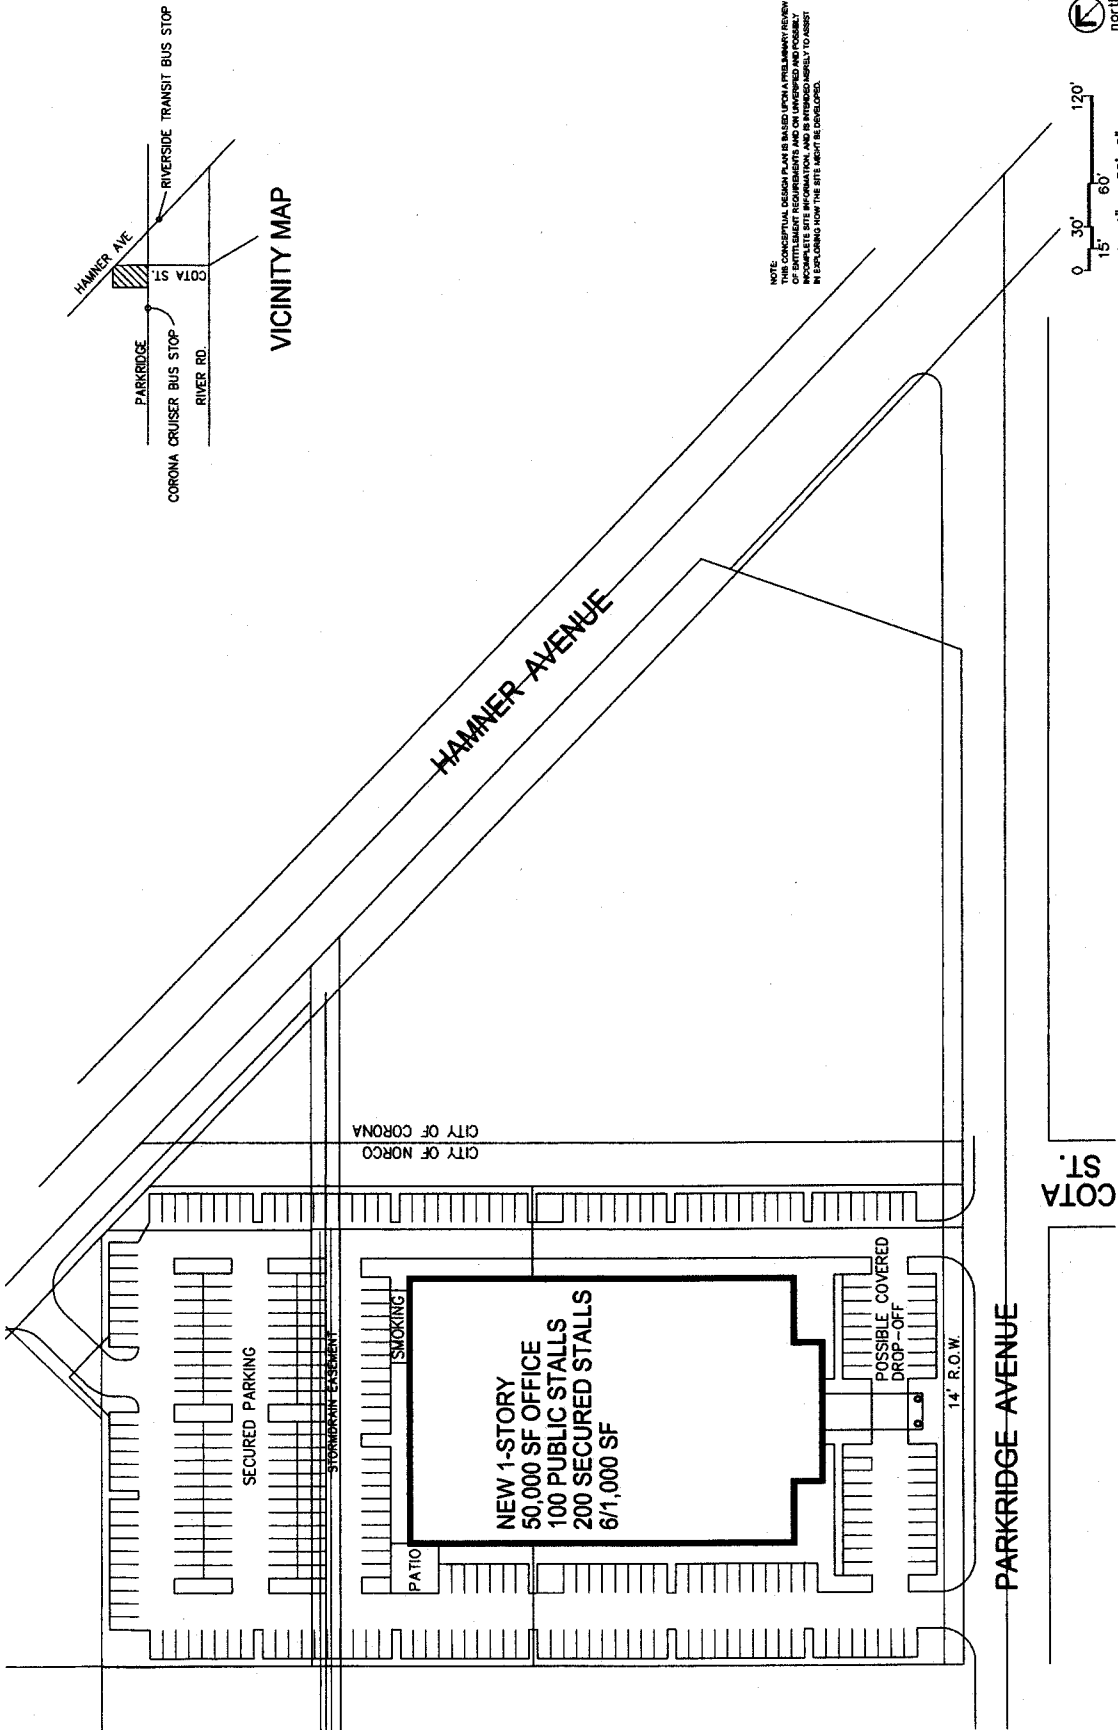 HAMNER AVE
RIVERSIDE TRANSIT BUS STOP
PARKRIDGE
COTA ST.
CORONA CRUISER BUS STOP
RIVER RD.
VICINITY MAP
NOTE:
THIS CONCEPTUAL DESIGN PLAN IS BASED UPON A PRELIMINARY REVIEW
OF ENTITLEMENT REQUIREMENTS AND ON UNVERIFIED AND POSSIBLY
INCOMPLETE SITE INFORMATION, AND IS INTENDED MERELY TO ASSIST
IN EXPLORING HOW THE SITE MIGHT BE DEVELOPED.
HAMNER AVENUE
CITY OF CORONA
CITY OF NORCO
SECURED PARKING
STORMDRAIN EASEMENT
SMOKING
PATIO
NEW 1-STORY
50,000 SF OFFICE
100 PUBLIC STALLS
200 SECURED STALLS
6/1,000 SF
POSSIBLE COVERED
DROP-OFF
14' R.O.W.
PARKRIDGE AVENUE
COTA
ST.
0 15' 30' 60' 120'
north